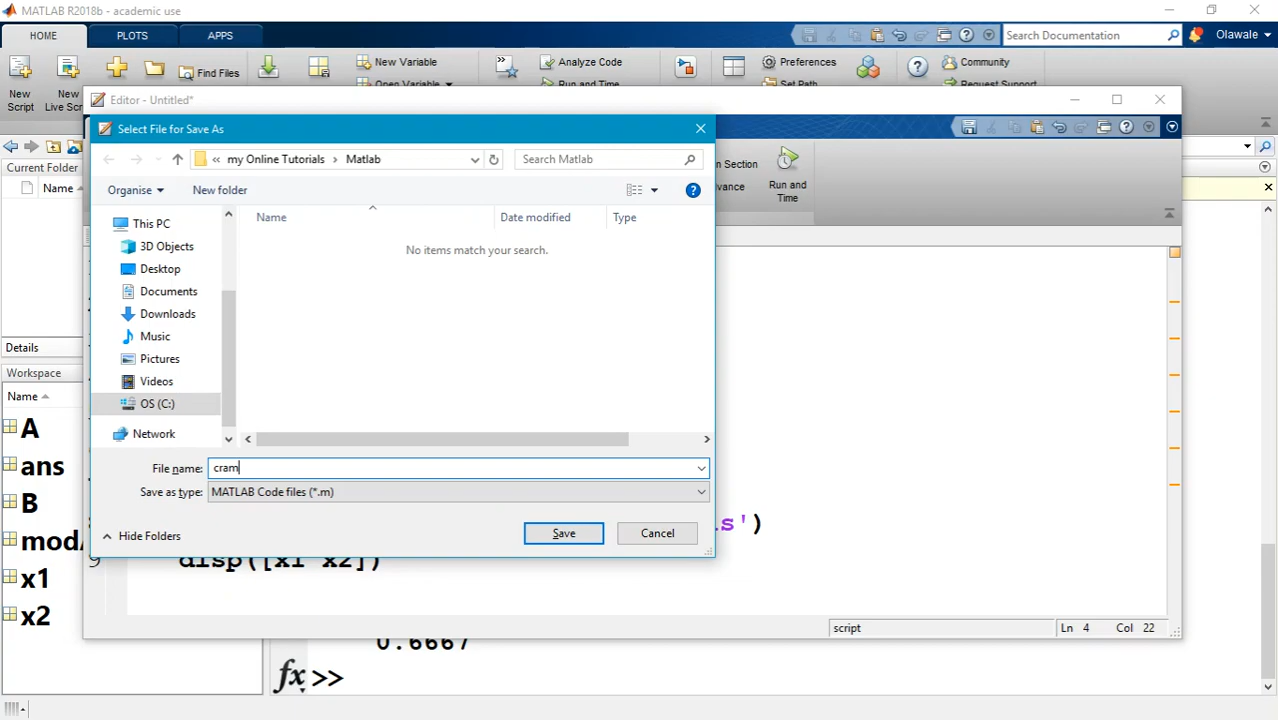 MATLAB R2018b - academic use
HOME PLOTS APPS
Search Documentation
Olawale
New Script
New Live Scr
Find Files
New Variable
Open Variable
Analyze Code
Run and Time
Preferences
Set Path
Community
Request Support
Editor - Untitled*
Select File for Save As
« my Online Tutorials > Matlab
Search Matlab
Organise New folder
on Section
vance
Run and Time
Current Folder
Name
This PC
3D Objects
Desktop
Documents
Downloads
Music
Pictures
Videos
OS (C:)
Network
Name Date modified Type
No items match your search.
Details
Workspace
Name
A
ans
B
x1
x2
File name: cram
Save as type: MATLAB Code files (*.m)
Hide Folders
Save Cancel
s')
9 disp([x1 x2])
script
Ln 4 Col 22
0.6667
fx >>